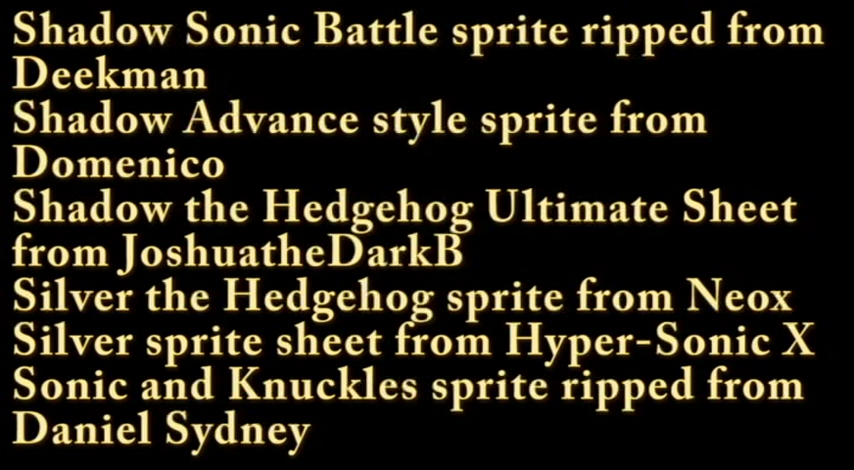 Shadow Sonic Battle sprite ripped from
Deekman
Shadow Advance style sprite from
Domenico
Shadow the Hedgehog Ultimate Sheet
from JoshuatheDarkB
Silver the Hedgehog sprite from Neox
Silver sprite sheet from Hyper-Sonic X
Sonic and Knuckles sprite ripped from
Daniel Sydney